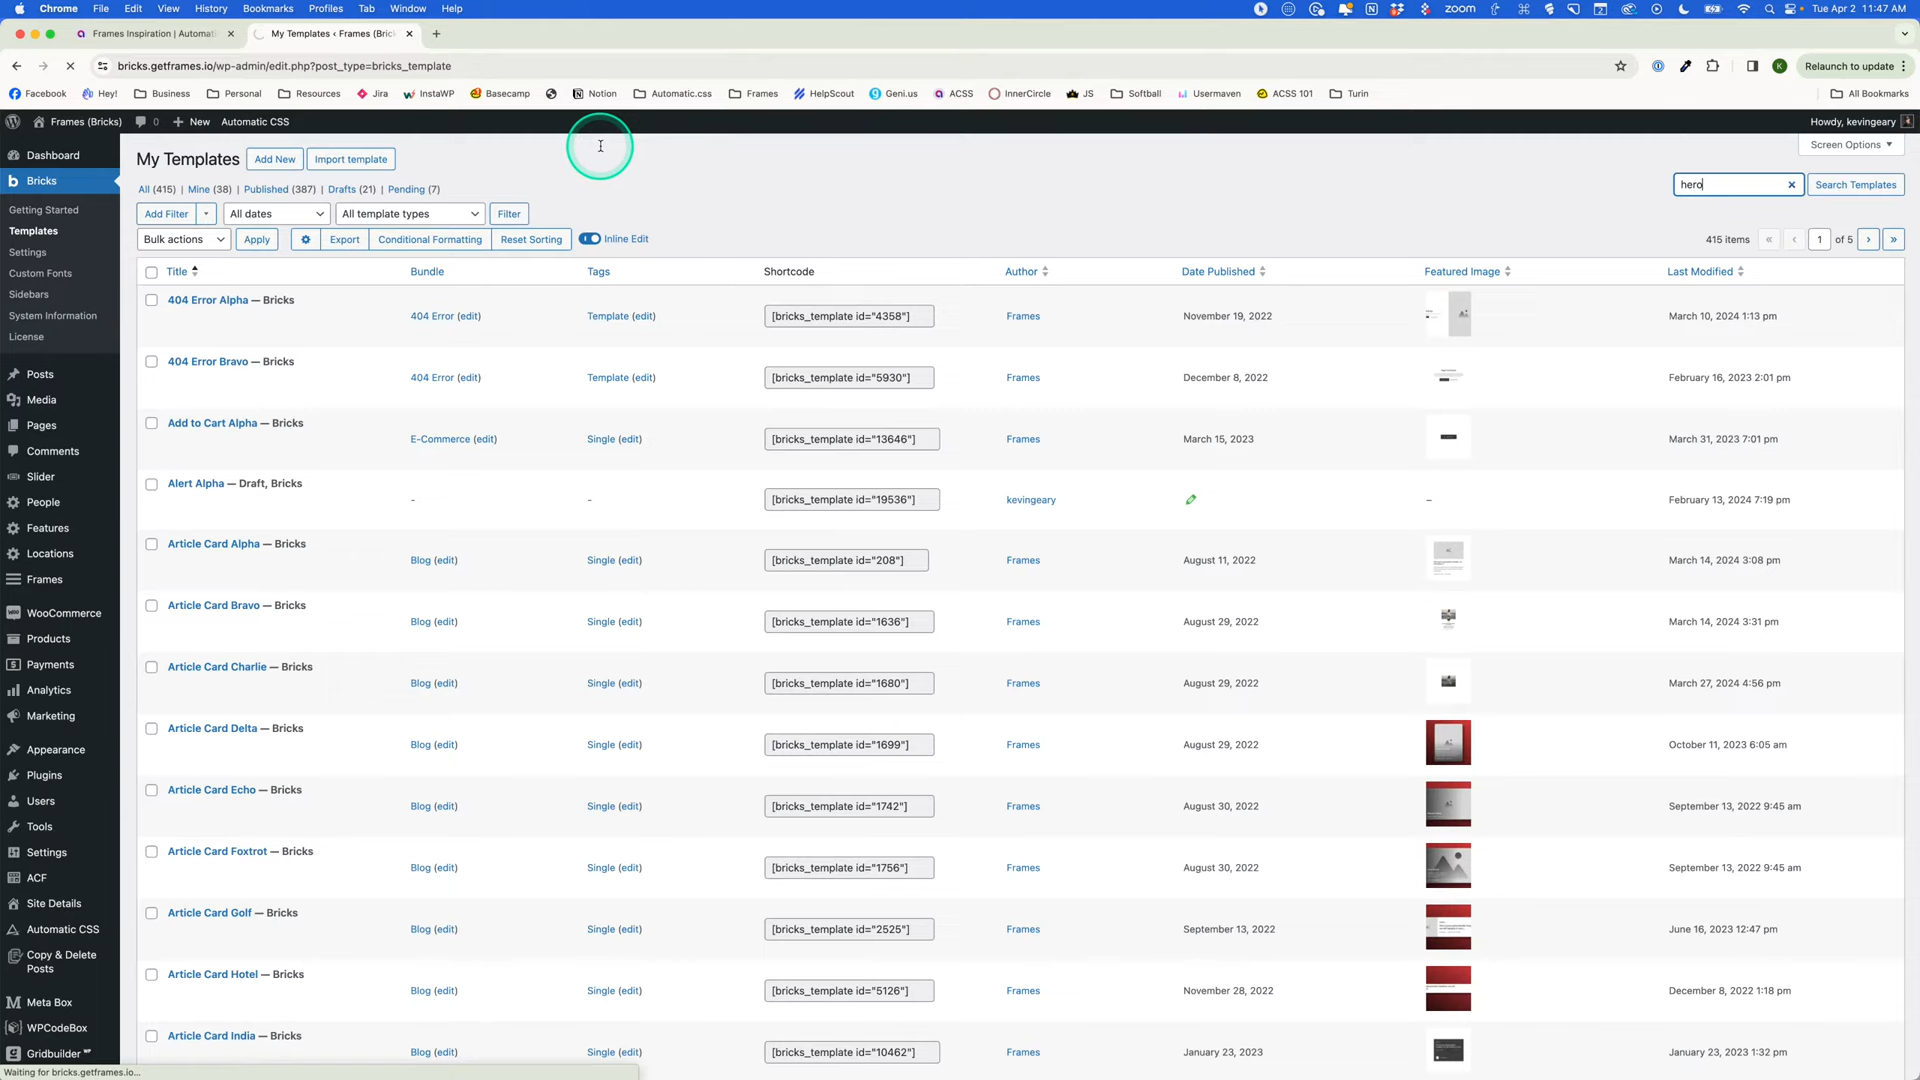 Chrome File Edit View History Bookmarks Profiles Tab Window Help zoom Tue Apr 2 11:47 AM
Frames Inspiration | Automati My Templates ‹ Frames (Bric
bricks.getframes.io/wp-admin/edit.php?post_type=bricks_template Relaunch to update
Facebook Hey! Business Personal Resources Jira InstaWP Basecamp Notion Automatic.css Frames HelpScout Geni.us ACSS InnerCircle JS Softball Usermaven ACSS 101 Turin All Bookmarks
Frames (Bricks) 0 New Automatic CSS Howdy, kevingeary
Screen Options
My Templates Add New Import template
All (415) | Mine (38) | Published (387) | Drafts (21) | Pending (7)
hero Search Templates
Add Filter All dates All template types Filter
Bulk actions Apply Export Conditional Formatting Reset Sorting Inline Edit 415 items « ‹ 1 of 5 › »
Title Bundle Tags Shortcode Author Date Published Featured Image Last Modified
404 Error Alpha — Bricks
404 Error (edit) Template (edit) [bricks_template id="4358"] Frames November 19, 2022 March 10, 2024 1:13 pm
404 Error Bravo — Bricks
404 Error (edit) Template (edit) [bricks_template id="5930"] Frames December 8, 2022 February 16, 2023 2:01 pm
Add to Cart Alpha — Bricks
E-Commerce (edit) Single (edit) [bricks_template id="13646"] Frames March 15, 2023 March 31, 2023 7:01 pm
Alert Alpha — Draft, Bricks
- - [bricks_template id="19536"] kevingeary – February 13, 2024 7:19 pm
Article Card Alpha — Bricks
Blog (edit) Single (edit) [bricks_template id="208"] Frames August 11, 2022 March 14, 2024 3:08 pm
Article Card Bravo — Bricks
Blog (edit) Single (edit) [bricks_template id="1636"] Frames August 29, 2022 March 14, 2024 3:31 pm
Article Card Charlie — Bricks
Blog (edit) Single (edit) [bricks_template id="1680"] Frames August 29, 2022 March 27, 2024 4:56 pm
Article Card Delta — Bricks
Blog (edit) Single (edit) [bricks_template id="1699"] Frames August 29, 2022 October 11, 2023 6:05 am
Article Card Echo — Bricks
Blog (edit) Single (edit) [bricks_template id="1742"] Frames August 30, 2022 September 13, 2022 9:45 am
Article Card Foxtrot — Bricks
Blog (edit) Single (edit) [bricks_template id="1756"] Frames August 30, 2022 September 13, 2022 9:45 am
Article Card Golf — Bricks
Blog (edit) Single (edit) [bricks_template id="2525"] Frames September 13, 2022 June 16, 2023 12:47 pm
Article Card Hotel — Bricks
Blog (edit) Single (edit) [bricks_template id="5126"] Frames November 28, 2022 December 8, 2022 1:18 pm
Article Card India — Bricks
Blog (edit) Single (edit) [bricks_template id="10462"] Frames January 23, 2023 January 23, 2023 1:32 pm
Dashboard
Bricks
Getting Started
Templates
Settings
Custom Fonts
Sidebars
System Information
License
Posts
Media
Pages
Comments
Slider
People
Features
Locations
Frames
WooCommerce
Products
Payments
Analytics
Marketing
Appearance
Plugins
Users
Tools
Settings
ACF
Site Details
Automatic CSS
Copy & Delete
Posts
Meta Box
WPCodeBox
Gridbuilder WP
Waiting for bricks.getframes.io...